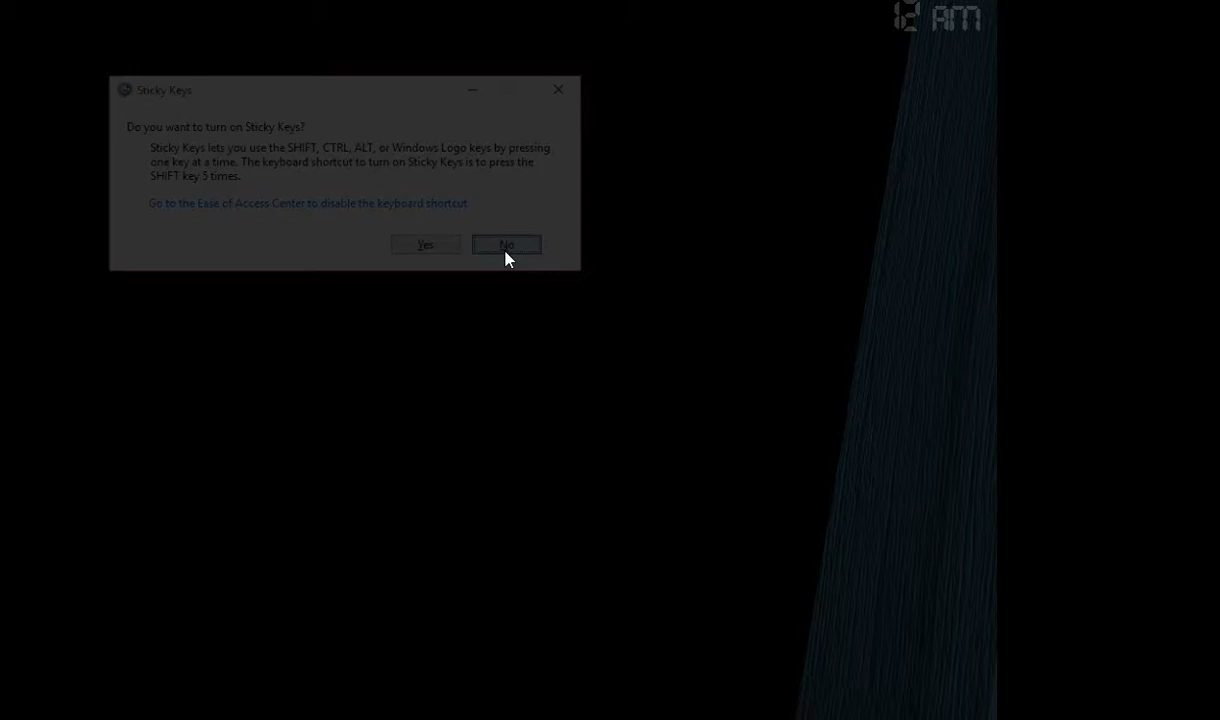 12 AM
Sticky Keys
Do you want to turn on Sticky Keys?
Sticky Keys lets you use the SHIFT, CTRL, ALT, or Windows Logo keys by pressing
one key at a time. The keyboard shortcut to turn on Sticky Keys is to press the
SHIFT key 5 times.
Go to the Ease of Access Center to disable the keyboard shortcut
Yes
No